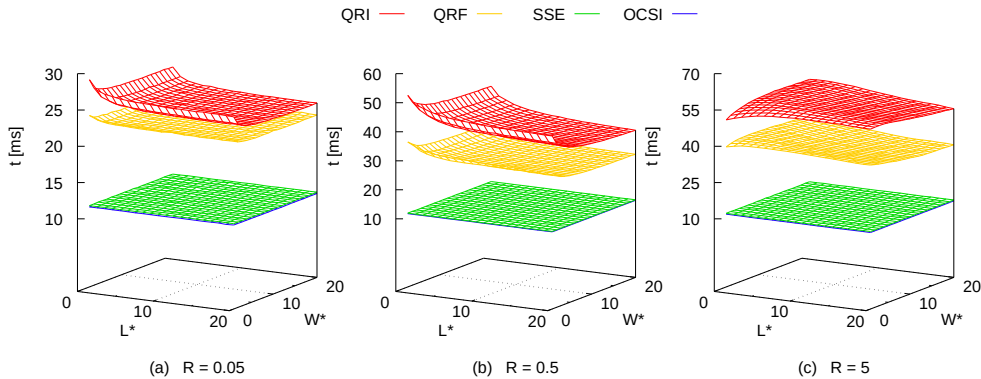 QRI QRF SSE OCSI
t [ms] 30 25 20 15 10 0 10 20 L* 0 10 20 W*
t [ms] 60 50 40 30 20 10 0 10 20 L* 0 10 20 W*
t [ms] 70 55 40 25 10 0 10 20 L* 0 10 20 W*
(a) R = 0.05 (b) R = 0.5 (c) R = 5